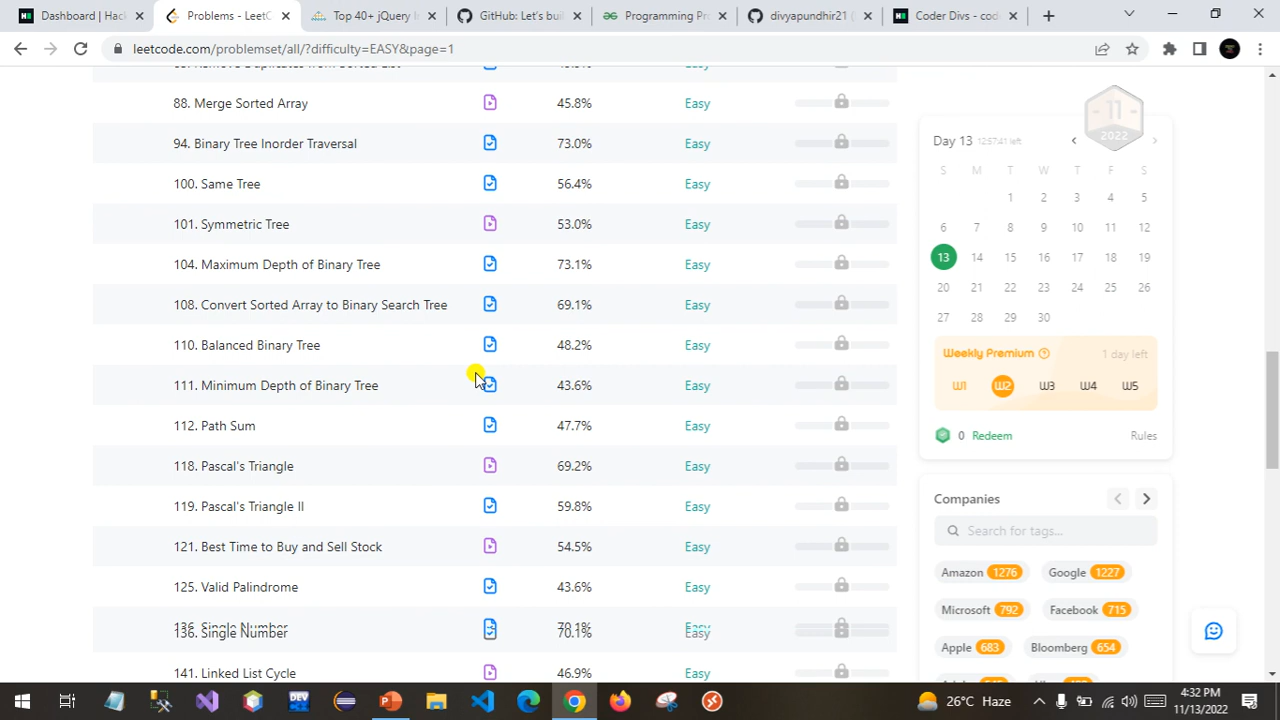 Dashboard | Hack
Problems - LeetC
Top 40+ jQuery I
GitHub: Let's buil
Programming Pro
divyapundhir21 (
Coder Divs - cod
leetcode.com/problemset/all/?difficulty=EASY&page=1
88. Merge Sorted Array 45.8% Easy
94. Binary Tree Inorder Traversal 73.0% Easy
100. Same Tree 56.4% Easy
101. Symmetric Tree 53.0% Easy
104. Maximum Depth of Binary Tree 73.1% Easy
108. Convert Sorted Array to Binary Search Tree 69.1% Easy
110. Balanced Binary Tree 48.2% Easy
111. Minimum Depth of Binary Tree 43.6% Easy
112. Path Sum 47.7% Easy
118. Pascal's Triangle 69.2% Easy
119. Pascal's Triangle II 59.8% Easy
121. Best Time to Buy and Sell Stock 54.5% Easy
125. Valid Palindrome 43.6% Easy
136. Single Number 70.1% Easy
141. Linked List Cycle 46.9% Easy
11
2022
Day 13 12:57:41 left
S M T W T F S
1 2 3 4 5
6 7 8 9 10 11 12
13 14 15 16 17 18 19
20 21 22 23 24 25 26
27 28 29 30
Weekly Premium 1 day left
W1 W2 W3 W4 W5
0 Redeem Rules
Companies
Search for tags...
Amazon 1276 Google 1227
Microsoft 792 Facebook 715
Apple 683 Bloomberg 654
DEV
26°C Haze
4:32 PM
11/13/2022